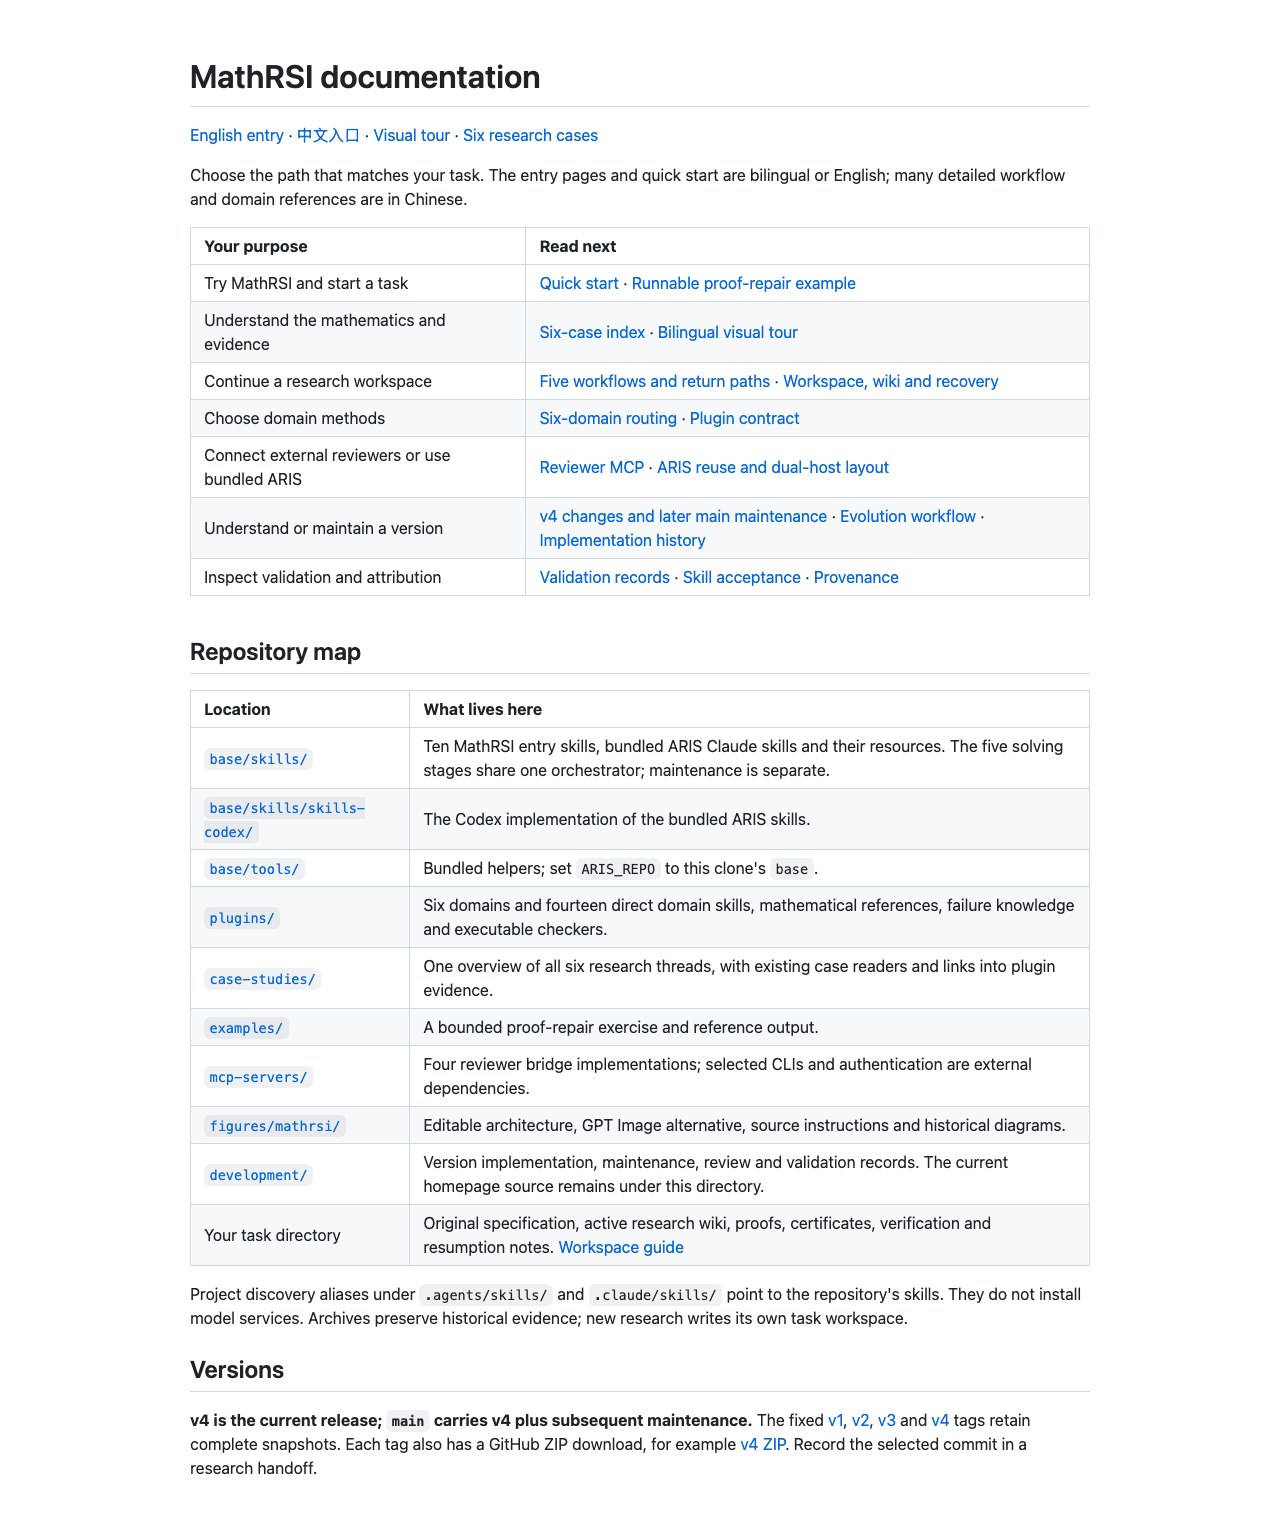 MathRSI documentation
English entry · 中文入口 · Visual tour · Six research cases
Choose the path that matches your task. The entry pages and quick start are bilingual or English; many detailed workflow
and domain references are in Chinese.
Your purpose
Read next
Try MathRSI and start a task
Quick start · Runnable proof-repair example
Understand the mathematics and
evidence
Six-case index · Bilingual visual tour
Continue a research workspace
Five workflows and return paths · Workspace, wiki and recovery
Choose domain methods
Six-domain routing · Plugin contract
Connect external reviewers or use
bundled ARIS
Reviewer MCP · ARIS reuse and dual-host layout
Understand or maintain a version
v4 changes and later main maintenance · Evolution workflow ·
Implementation history
Inspect validation and attribution
Validation records · Skill acceptance · Provenance
Repository map
Location
What lives here
base/skills/
Ten MathRSI entry skills, bundled ARIS Claude skills and their resources. The five solving
stages share one orchestrator; maintenance is separate.
base/skills/skills-
codex/
The Codex implementation of the bundled ARIS skills.
base/tools/
Bundled helpers; set ARIS_REPO to this clone's base.
plugins/
Six domains and fourteen direct domain skills, mathematical references, failure knowledge
and executable checkers.
case-studies/
One overview of all six research threads, with existing case readers and links into plugin
evidence.
examples/
A bounded proof-repair exercise and reference output.
mcp-servers/
Four reviewer bridge implementations; selected CLIs and authentication are external
dependencies.
figures/mathrsi/
Editable architecture, GPT Image alternative, source instructions and historical diagrams.
development/
Version implementation, maintenance, review and validation records. The current
homepage source remains under this directory.
Your task directory
Original specification, active research wiki, proofs, certificates, verification and
resumption notes. Workspace guide
Project discovery aliases under .agents/skills/ and .claude/skills/ point to the repository's skills. They do not install
model services. Archives preserve historical evidence; new research writes its own task workspace.
Versions
v4 is the current release; main carries v4 plus subsequent maintenance. The fixed v1, v2, v3 and v4 tags retain
complete snapshots. Each tag also has a GitHub ZIP download, for example v4 ZIP. Record the selected commit in a
research handoff.